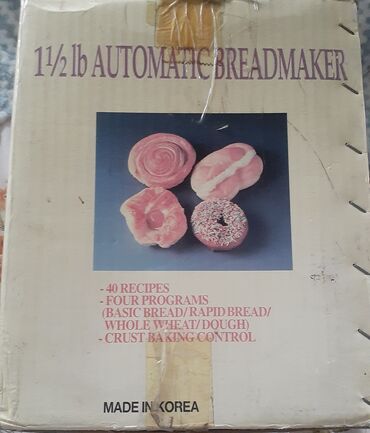 1½ lb AUTOMATIC BREADMAKER
- 40 RECIPES
- FOUR PROGRAMS
(BASIC BREAD/RAPID BREAD/
WHOLE WHEAT/DOUGH)
- CRUST BAKING CONTROL
MADE IN KOREA